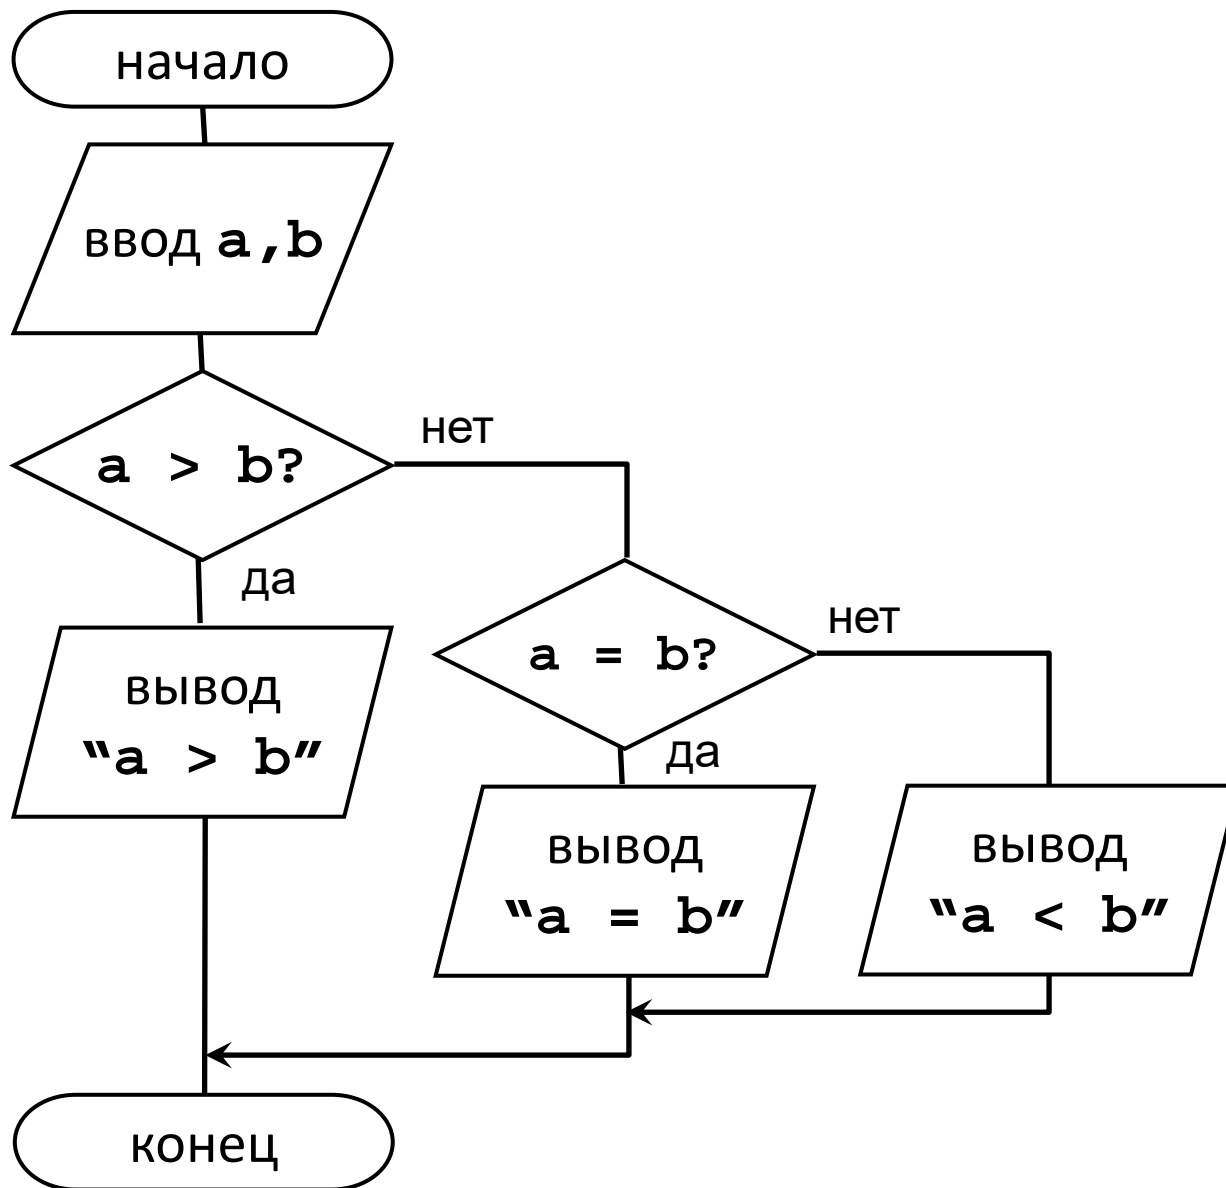 начало
ввод a,b
a > b?
нет
да
вывод
“a > b”
a = b?
нет
да
вывод
“a = b”
вывод
“a < b”
конец